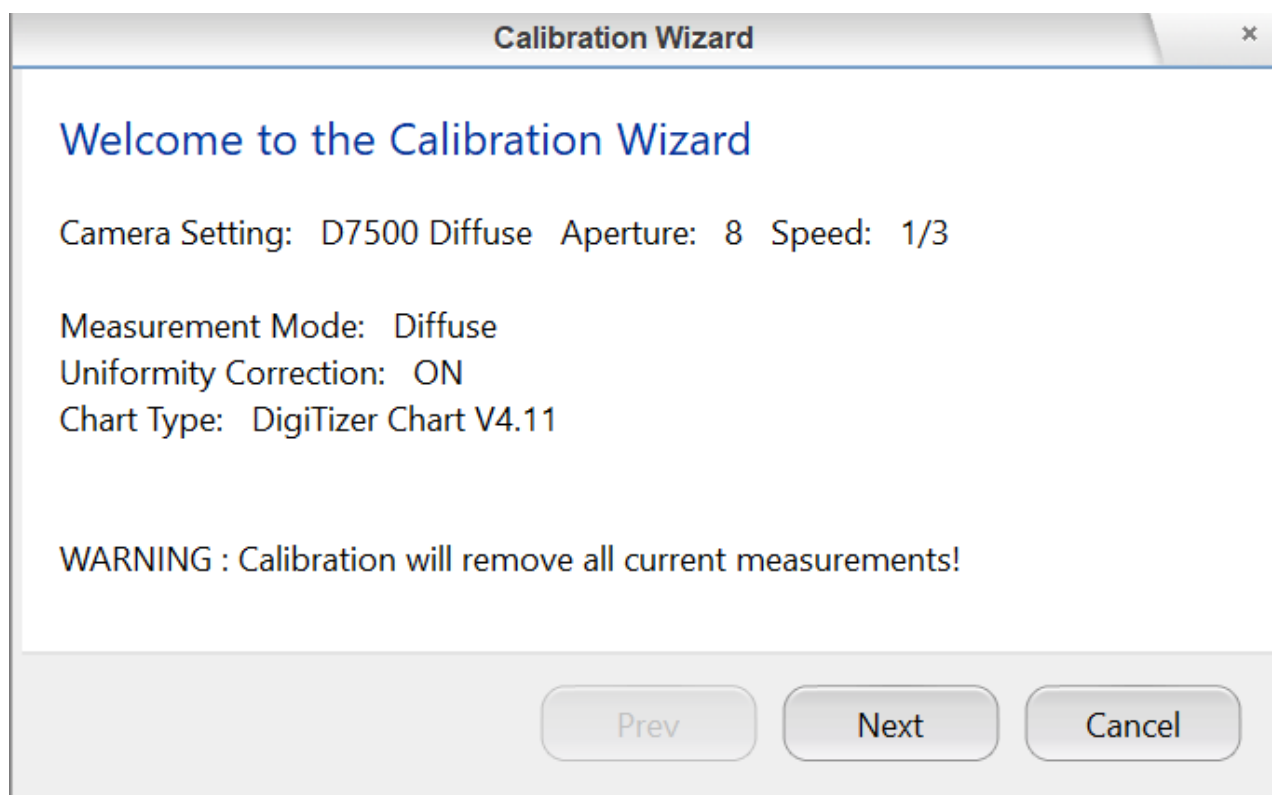 Calibration Wizard
Welcome to the Calibration Wizard
Camera Setting: D7500 Diffuse Aperture: 8 Speed: 1/3
Measurement Mode: Diffuse
Uniformity Correction: ON
Chart Type: DigiTizer Chart V4.11
WARNING : Calibration will remove all current measurements!
Prev Next Cancel